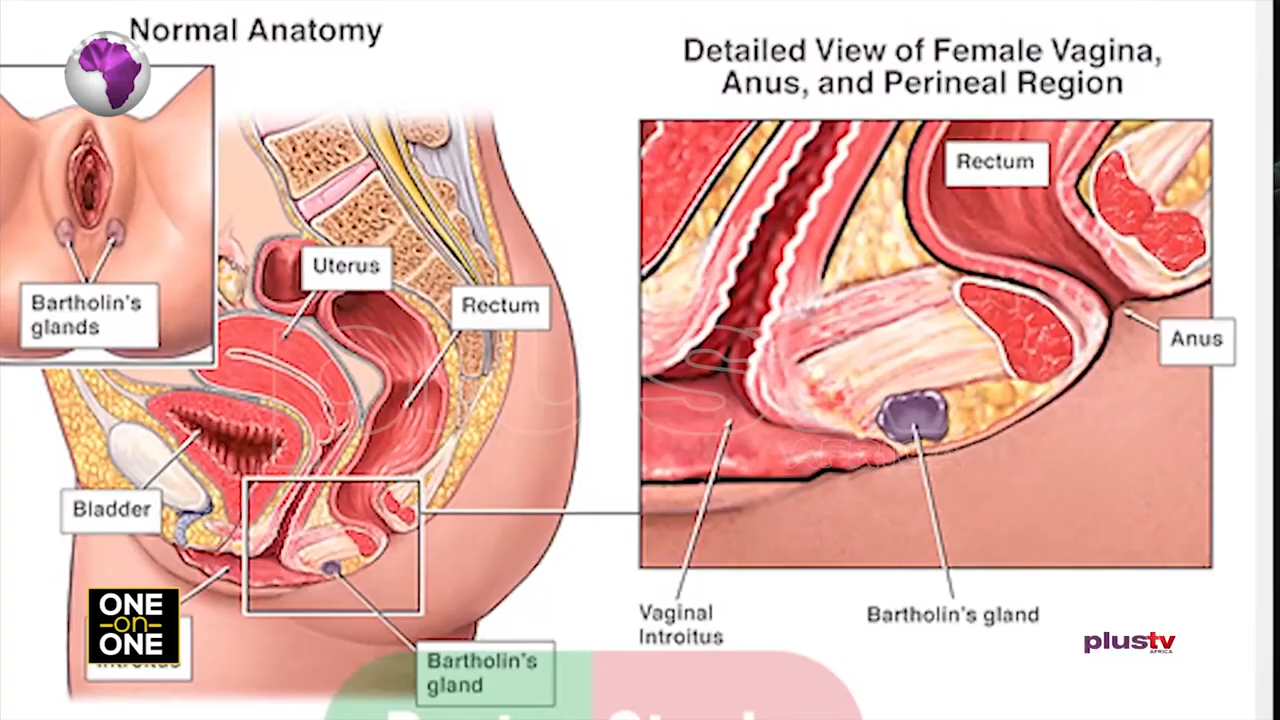 Normal Anatomy
Detailed View of Female Vagina,
Anus, and Perineal Region
Bartholin's
glands
Uterus
Rectum
Bladder
Bartholin's
gland
Rectum
Anus
Vaginal
Introitus
Bartholin's gland
ONE
on
ONE
plustv
AFRICA